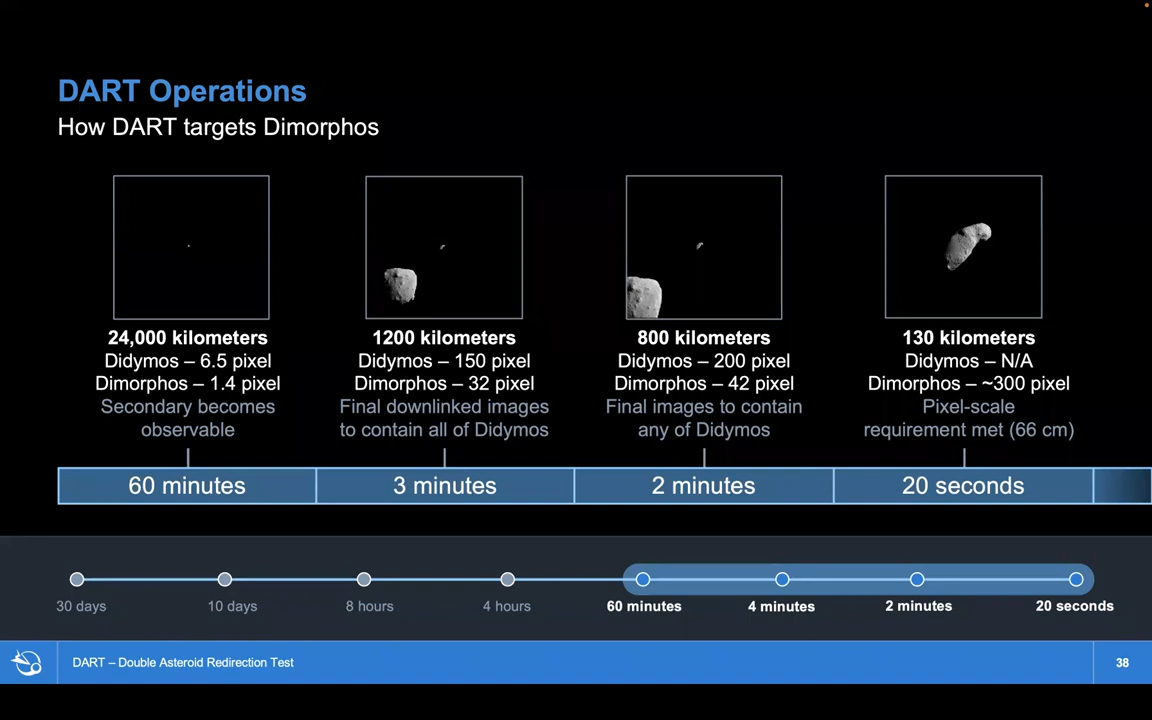 DART Operations
How DART targets Dimorphos
24,000 kilometers
Didymos – 6.5 pixel
Dimorphos – 1.4 pixel
Secondary becomes
observable
1200 kilometers
Didymos – 150 pixel
Dimorphos – 32 pixel
Final downlinked images
to contain all of Didymos
800 kilometers
Didymos – 200 pixel
Dimorphos – 42 pixel
Final images to contain
any of Didymos
130 kilometers
Didymos – N/A
Dimorphos – ~300 pixel
Pixel-scale
requirement met (66 cm)
60 minutes
3 minutes
2 minutes
20 seconds
30 days
10 days
8 hours
4 hours
60 minutes
4 minutes
2 minutes
20 seconds
DART – Double Asteroid Redirection Test
38